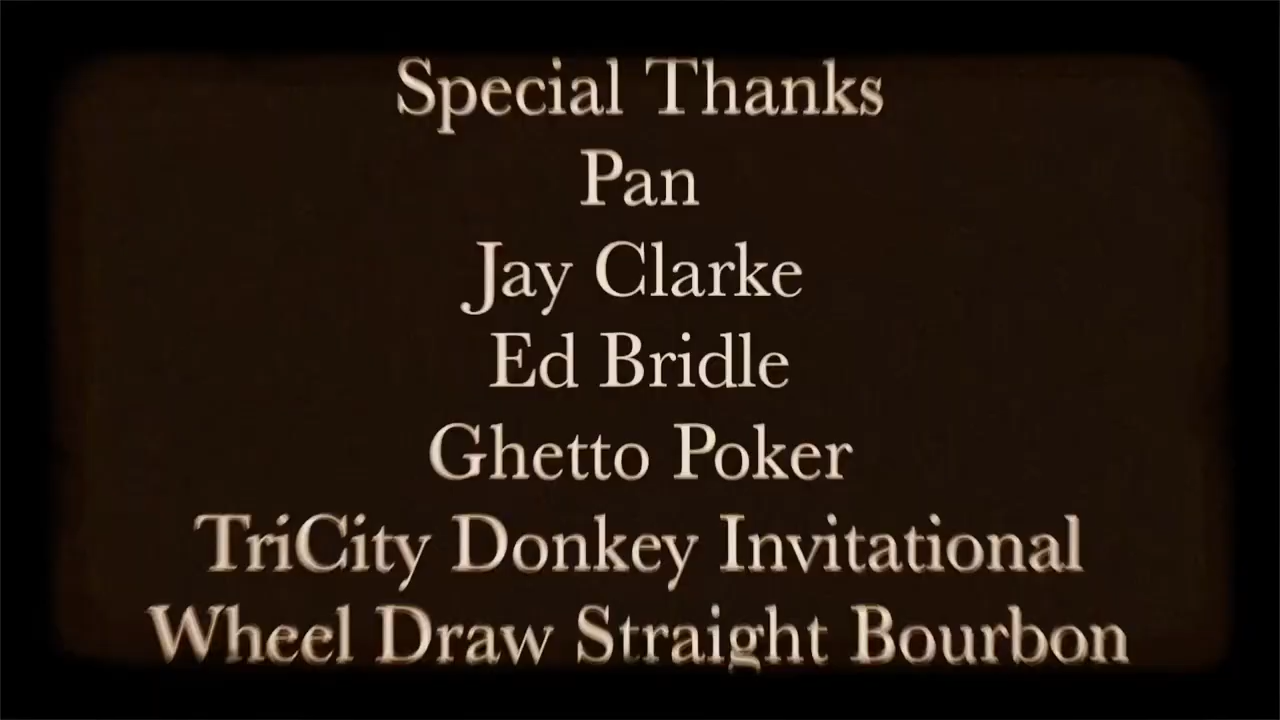 Special Thanks
Pan
Jay Clarke
Ed Bridle
Ghetto Poker
TriCity Donkey Invitational
Wheel Draw Straight Bourbon